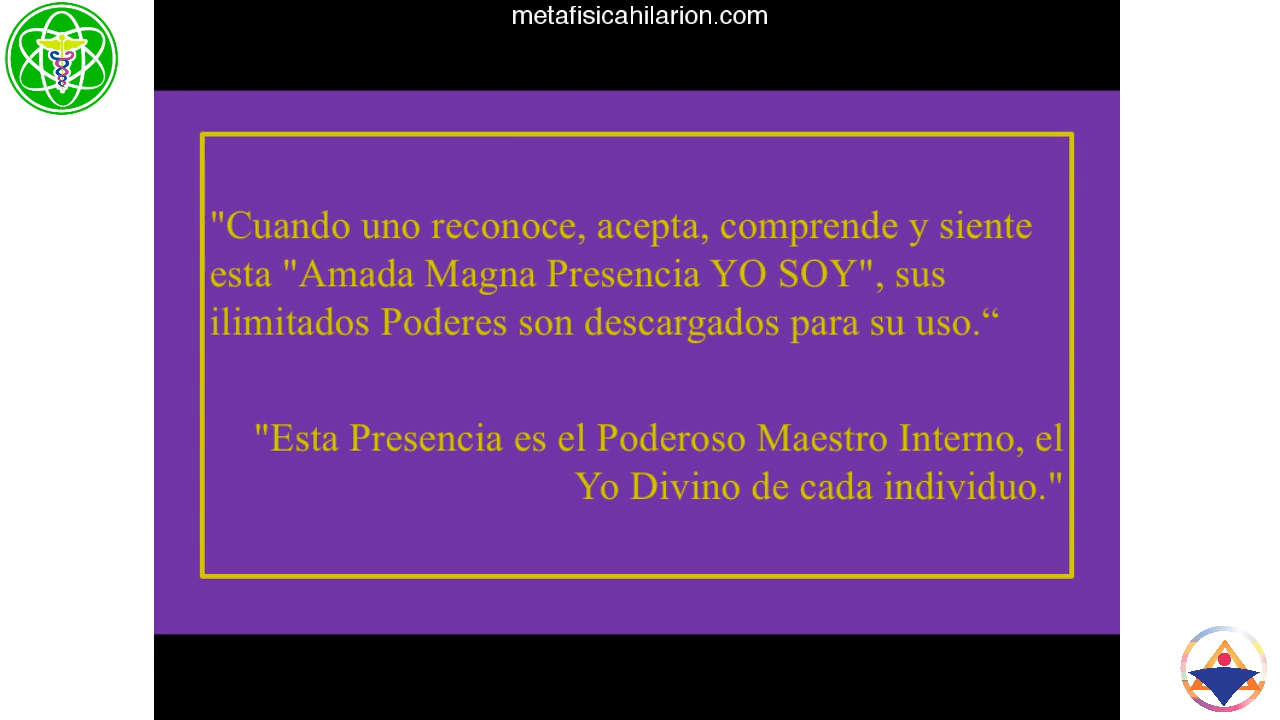 metafisicahilarion.com
"Cuando uno reconoce, acepta, comprende y siente
esta "Amada Magna Presencia YO SOY", sus
ilimitados Poderes son descargados para su uso.“
"Esta Presencia es el Poderoso Maestro Interno, el
Yo Divino de cada individuo."